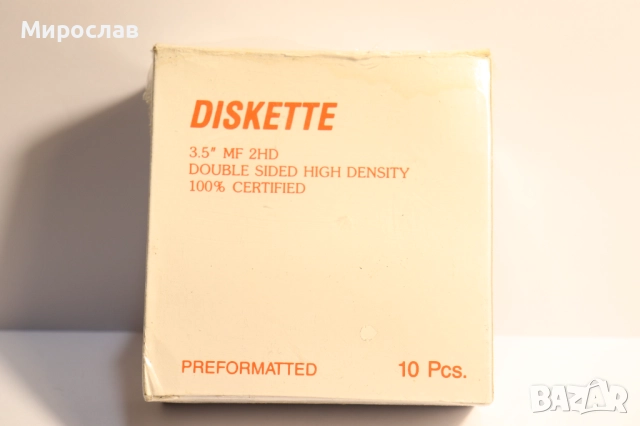 Мирослав
DISKETTE
3.5" MF 2HD
DOUBLE SIDED HIGH DENSITY
100% CERTIFIED
PREFORMATTED 10 Pcs.
BAZAR